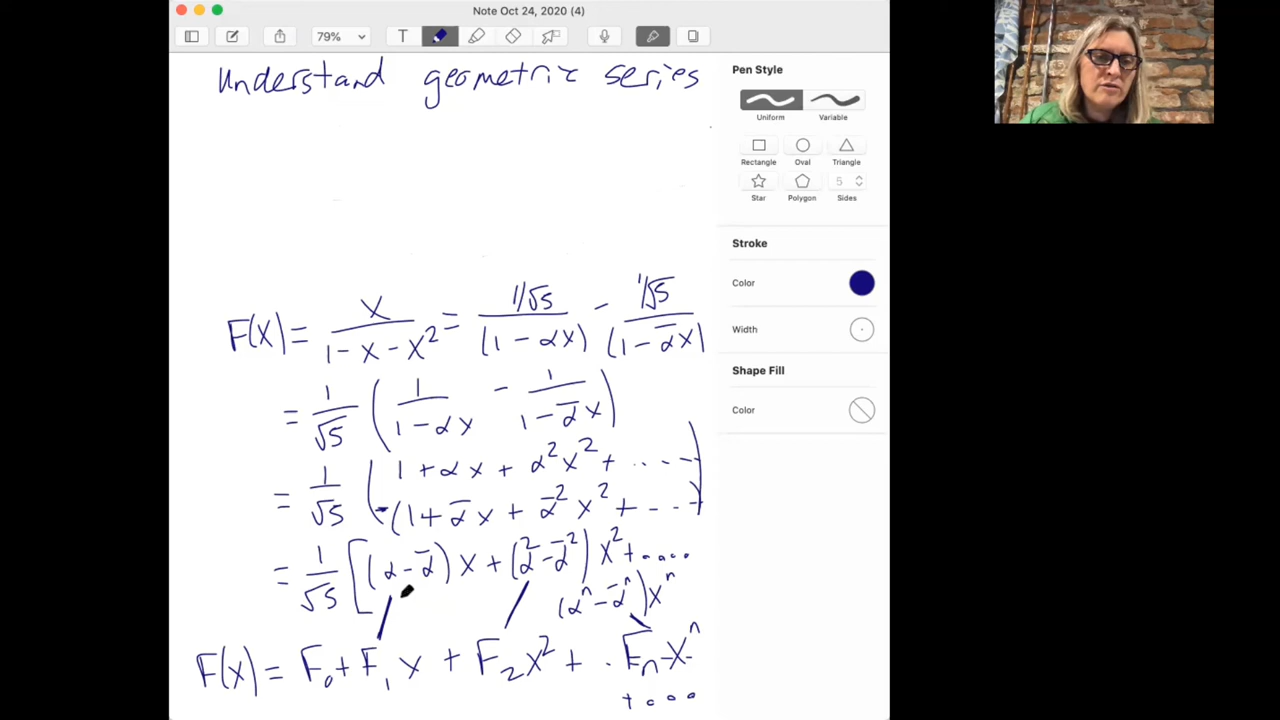 Note Oct 24, 2020 (4)
79%
T
Understand geometric series
F(x) = x / (1 - x - x²) = (1/√5) / (1 - αx) - (1/√5) / (1 - ᾱx)
= 1/√5 ( 1/(1 - αx) - 1/(1 - ᾱx) )
= 1/√5 ( 1 + αx + α²x² + .....
-(1 + ᾱx + ᾱ²x² + ....)
= 1/√5 [ (α - ᾱ)x + (α² - ᾱ²)x² + ....
(αⁿ - ᾱⁿ)xⁿ
F(x) = F₀ + F₁x + F₂x² + . Fₙxⁿ
+ ...
Pen Style
Uniform
Variable
Rectangle
Oval
Triangle
5
Star
Polygon
Sides
Stroke
Color
Width
Shape Fill
Color